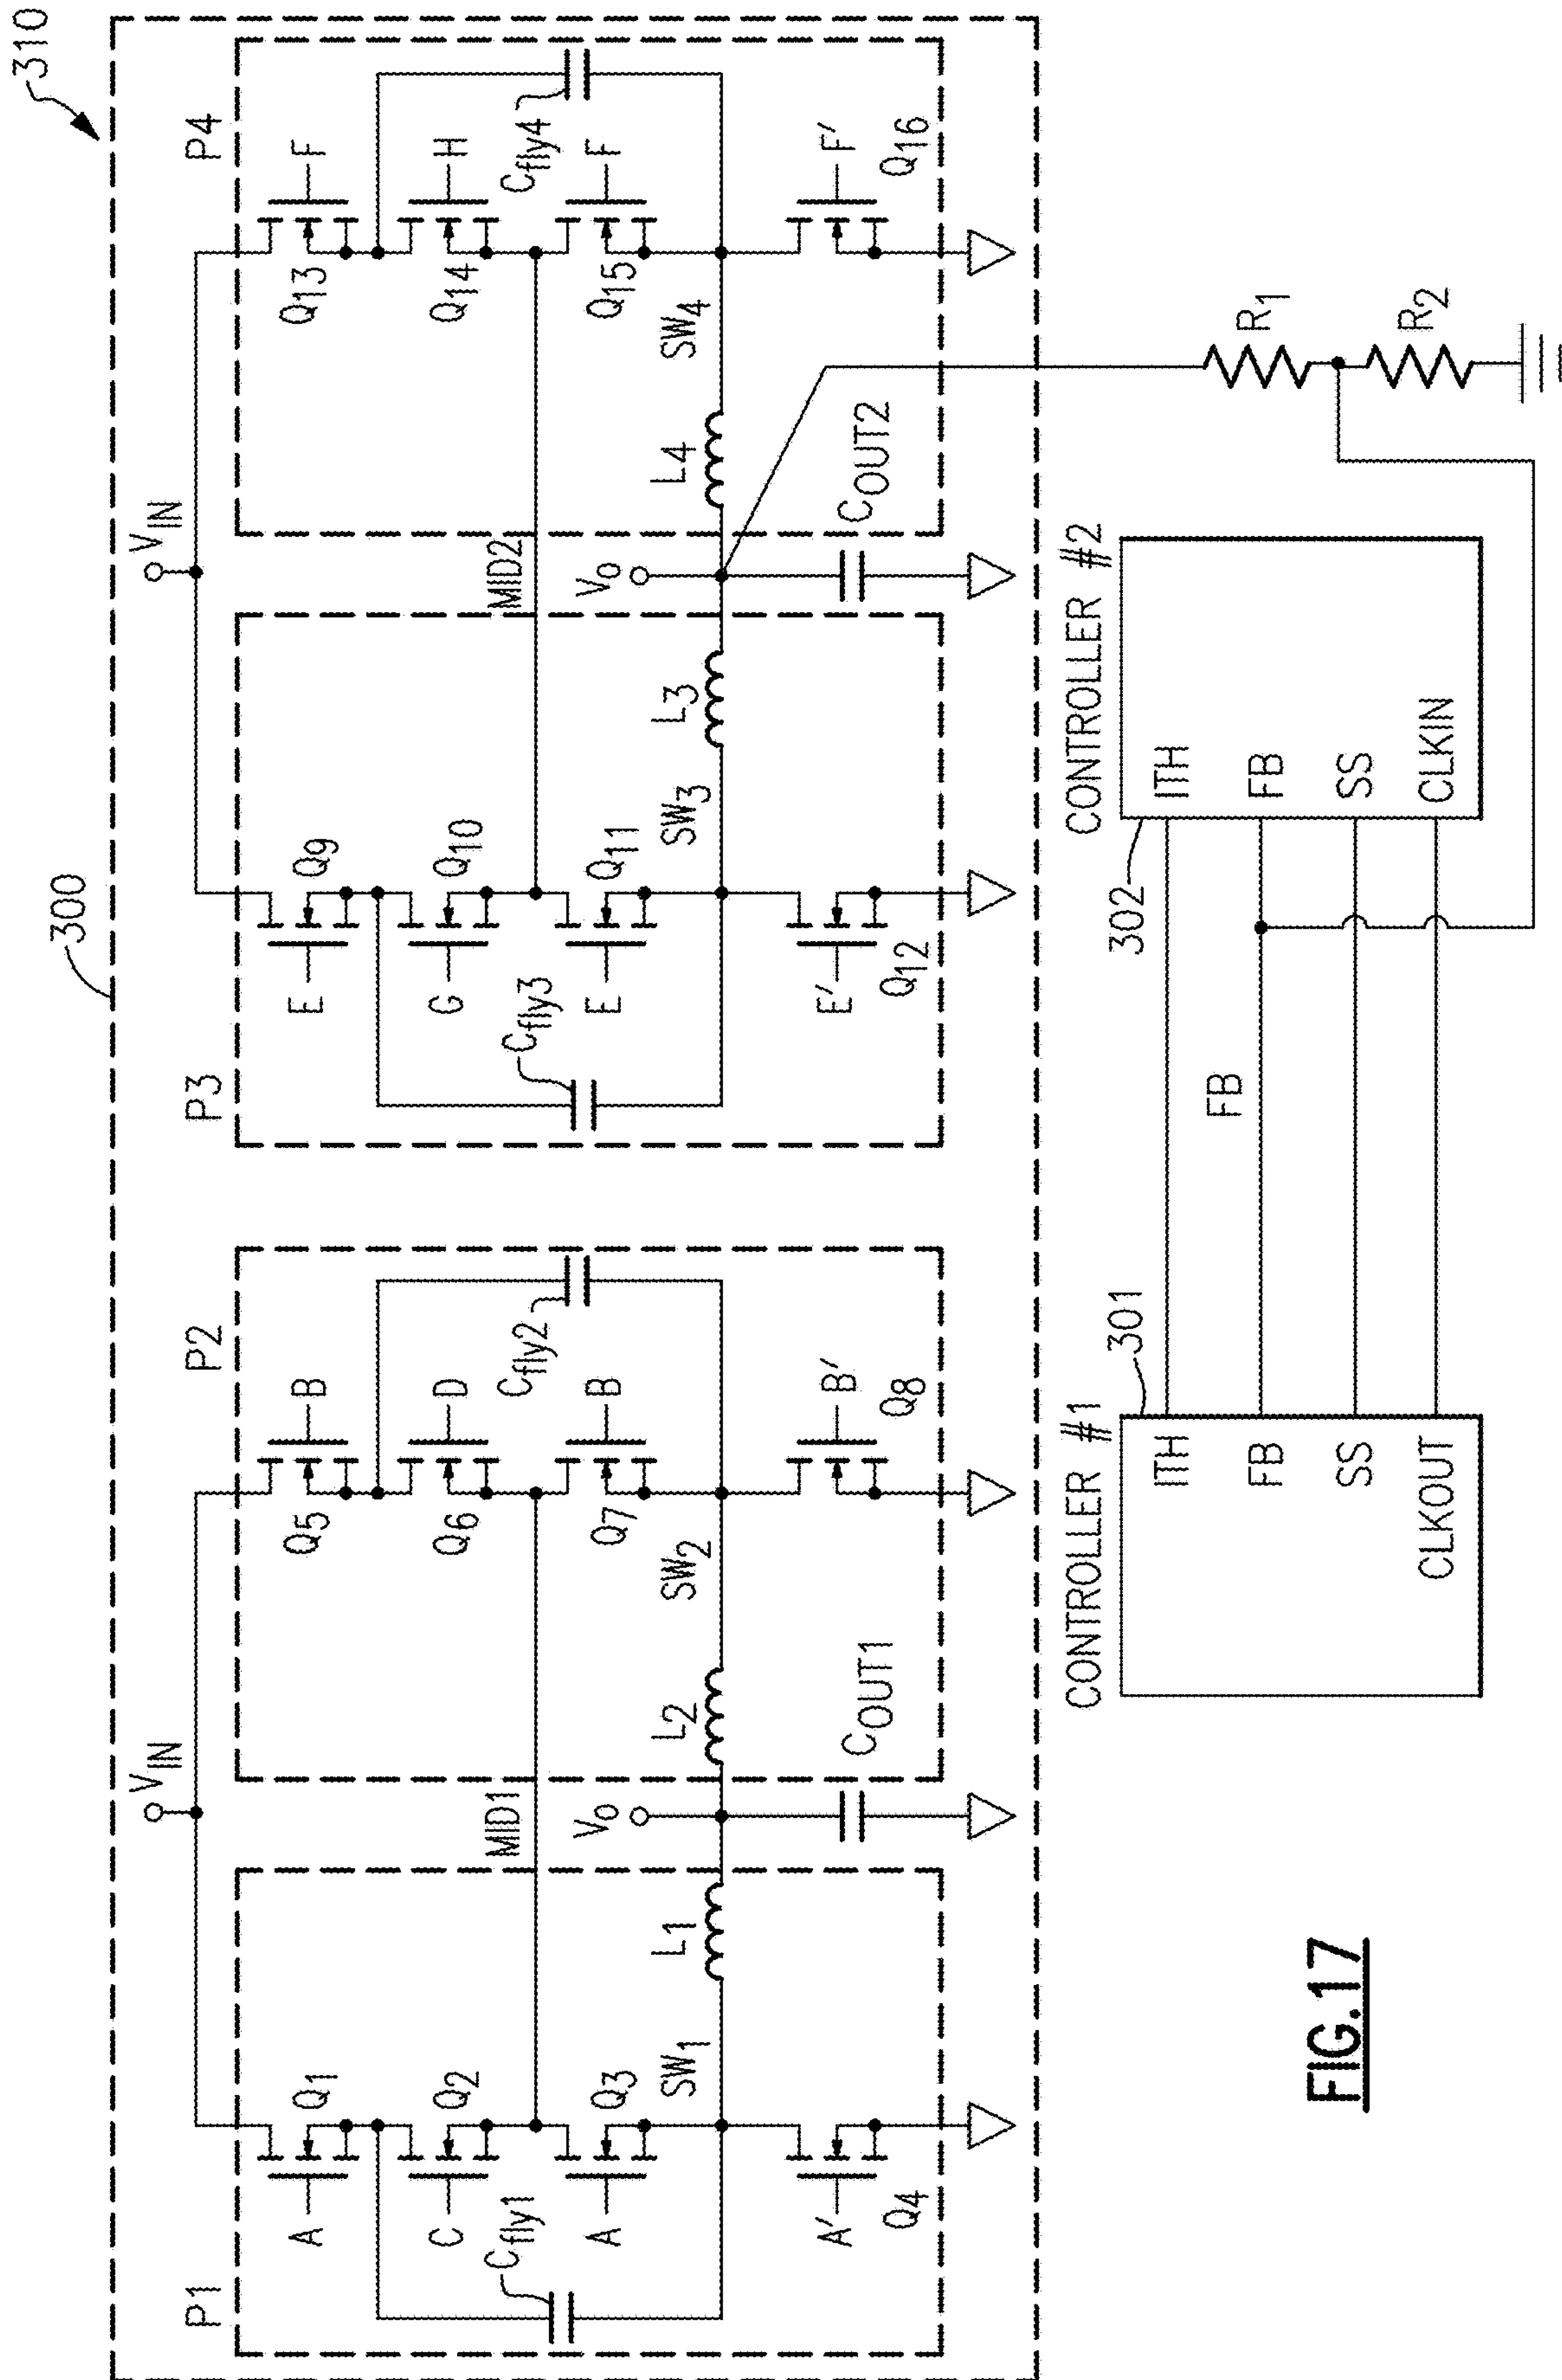 310
300
V_IN
V_IN
P1
P2
P3
P4
A
Q1
B
Q5
E
Q9
F
Q13
C
Q2
D
Q6
G
Q10
H
Q14
Cfly1
Cfly2
Cfly3
Cfly4
MID1
MID2
A
Q3
B
Q7
E
Q11
F
Q15
Vo
Vo
SW1
L1
L2
SW2
SW3
L3
L4
SW4
A′
Q4
B′
Q8
E′
Q12
F′
Q16
COUT1
COUT2
CONTROLLER #1
301
ITH
FB
SS
CLKOUT
FB
CONTROLLER #2
302
ITH
FB
SS
CLKIN
R1
R2
FIG.17